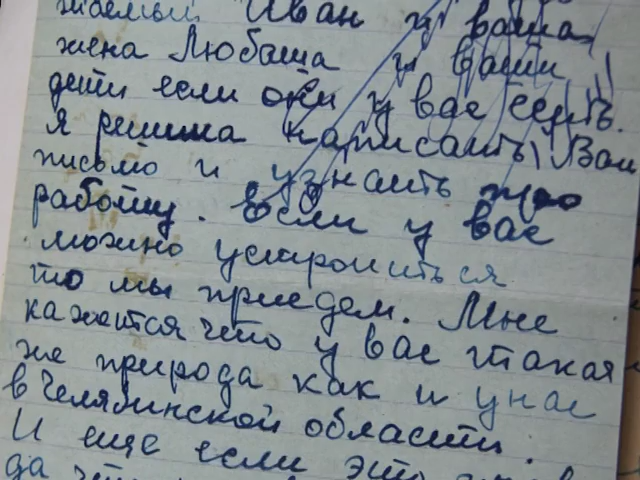 Иван и ваша
жена Любаша и ваши
дети если они у вас есть.
я решила написать Вам
письмо и узнать про
работу. Если у вас
можно устроиться
то мы приедем. Мне
кажется что у вас такая
же природа как и у нас
в Челябинской области.
И еще если это
да